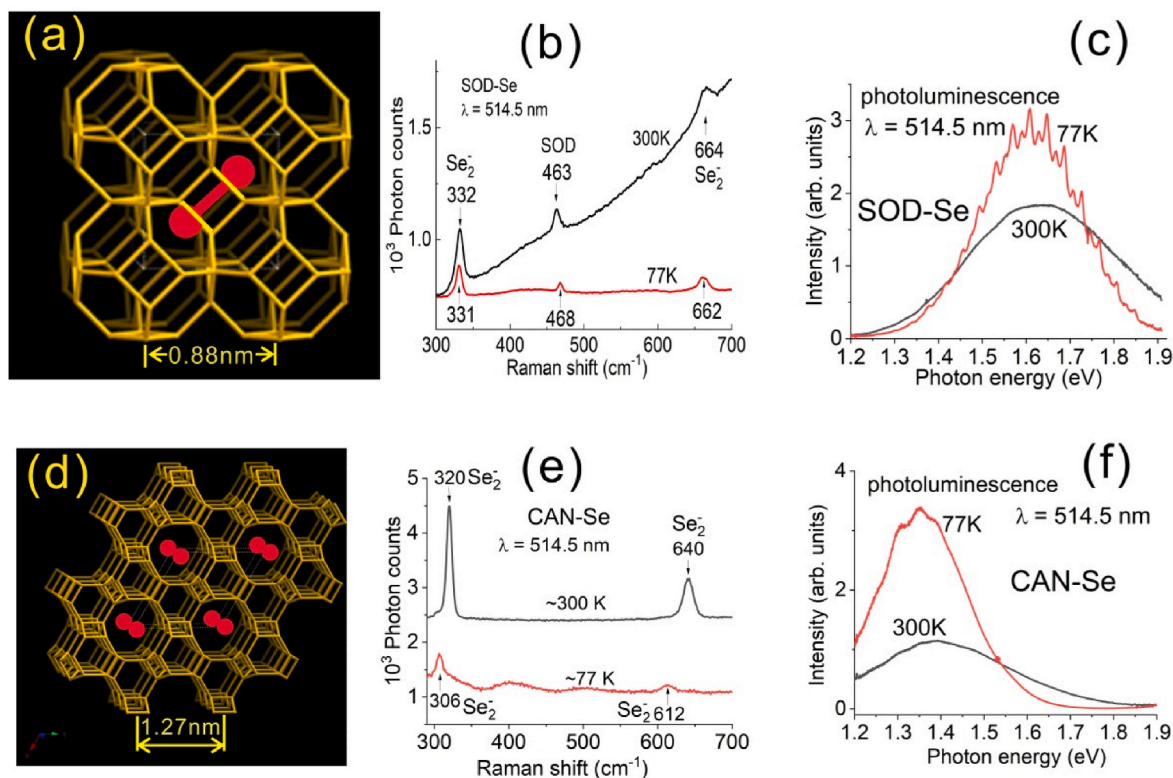 (a)
0.88nm
(b)
SOD-Se
λ = 514.5 nm
300K
SOD
463
Se2-
332
664
Se2-
77K
331
468
662
1.5
1.0
10³ Photon counts
300 400 500 600 700
Raman shift (cm-1)
(c)
photoluminescence
λ = 514.5 nm
77K
SOD-Se
300K
3
2
1
0
Intensity (arb. units)
1.2 1.3 1.4 1.5 1.6 1.7 1.8 1.9
Photon energy (eV)
(d)
1.27nm
(e)
320 Se2-
CAN-Se
λ = 514.5 nm
Se2-
640
~300 K
~77 K
306 Se2-
Se2- 612
5
4
3
2
1
10³ Photon counts
300 400 500 600 700
Raman shift (cm-1)
(f)
photoluminescence
λ = 514.5 nm
77K
CAN-Se
300K
4
2
0
Intensity (arb. units)
1.2 1.3 1.4 1.5 1.6 1.7 1.8 1.9
Photon energy (eV)